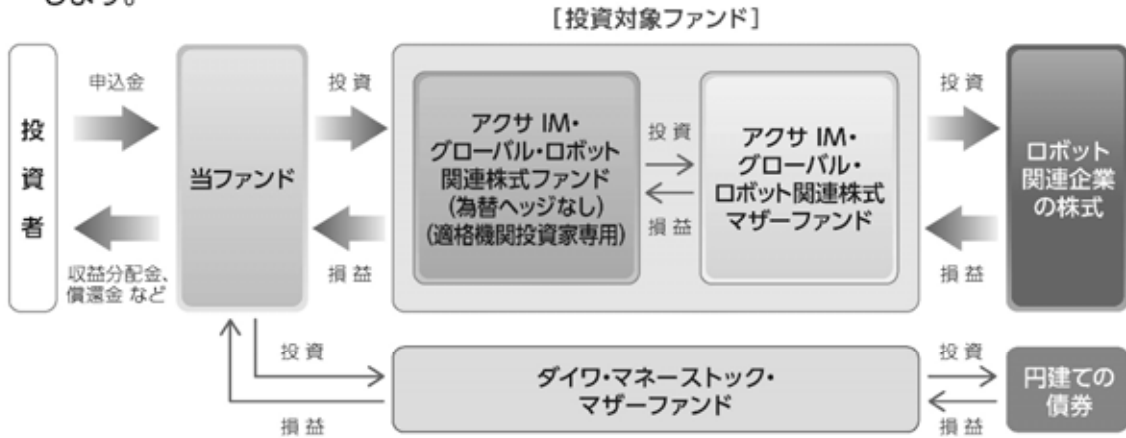 します。
[投資対象ファンド]
投
資
者
申込金
収益分配金、
償還金 など
当ファンド
投 資
損 益
アクサ IM・
グローバル・ロボット
関連株式ファンド
(為替ヘッジなし)
(適格機関投資家専用)
投 資
損 益
アクサ IM・
グローバル・
ロボット関連株式
マザーファンド
投 資
損 益
ロボット
関連企業
の株式
投 資
損 益
ダイワ・マネーストック・
マザーファンド
投 資
損 益
円建ての
債券